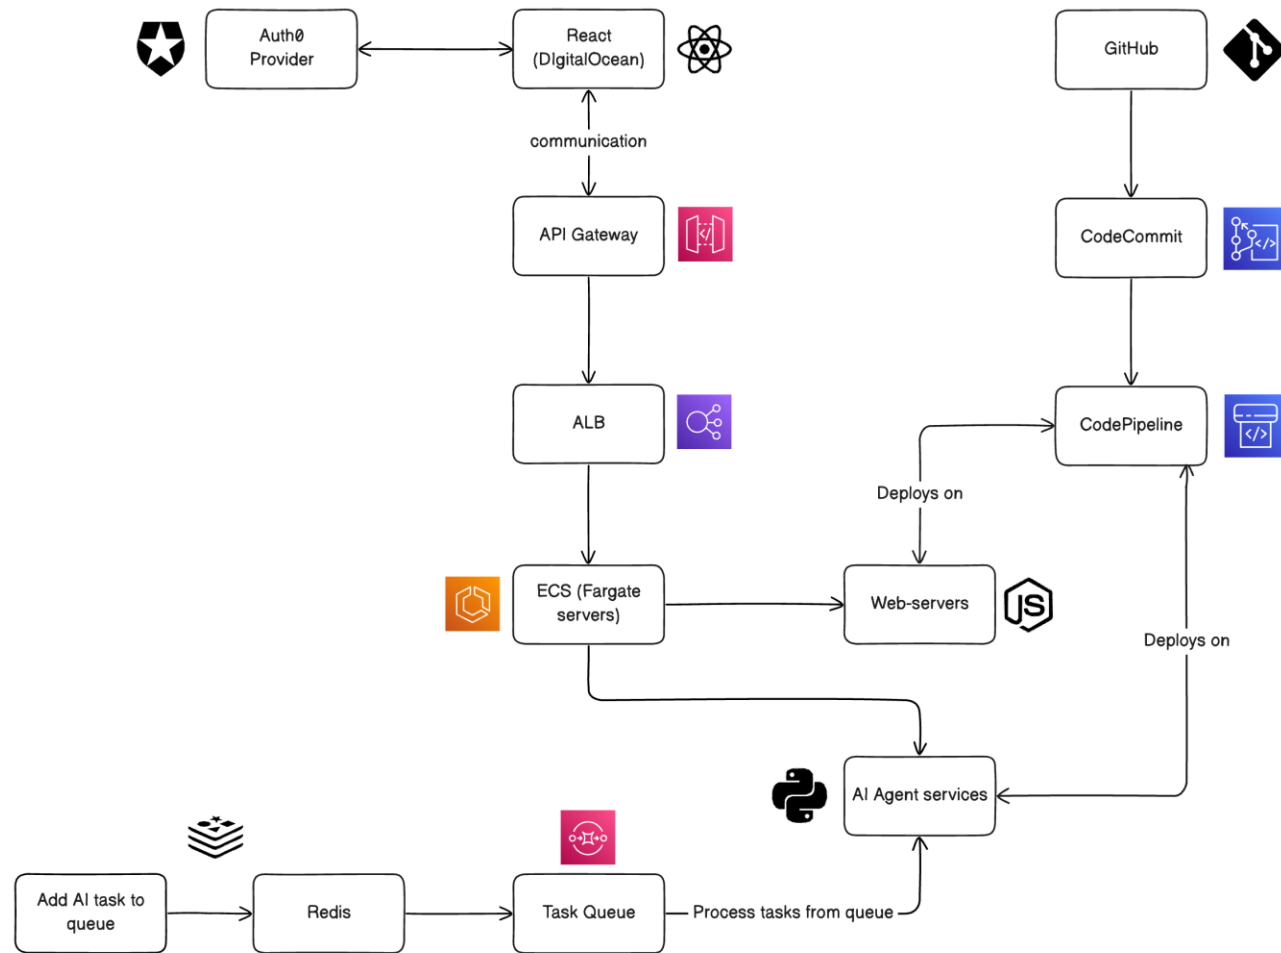 Auth0
Provider
React
(DIgitalOcean)
GitHub
communication
API Gateway
</>
CodeCommit
</>
ALB
CodePipeline
</>
Deploys on
ECS (Fargate
servers)
Web-servers
JS
Deploys on
AI Agent services
Add AI task to
queue
Redis
Task Queue
Process tasks from queue